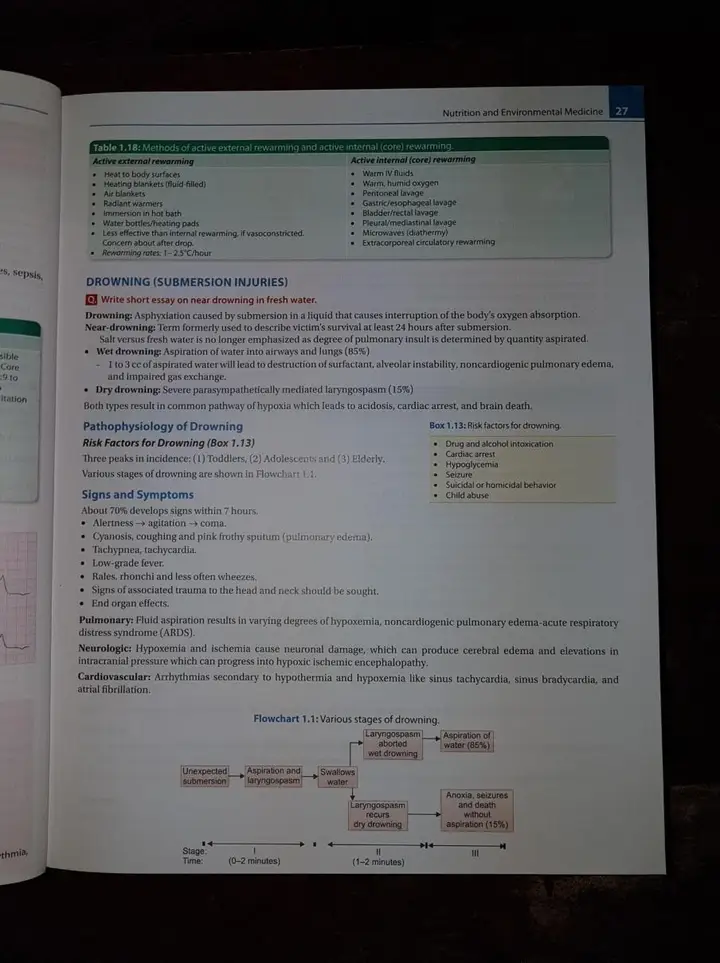 Nutrition and Environmental Medicine 27
Table 1.18: Methods of active external rewarming and active internal (core) rewarming.
Active external rewarming
• Heat to body surfaces
• Heating blankets (fluid-filled)
• Air blankets
• Radiant warmers
• Immersion in hot bath
• Water bottles/heating pads
• Less effective than internal rewarming, if vasoconstricted.
Concern about after drop.
• Rewarming rates: 1–2.5°C/hour
Active internal (core) rewarming
• Warm IV fluids
• Warm, humid oxygen
• Peritoneal lavage
• Gastric/esophageal lavage
• Bladder/rectal lavage
• Pleural/mediastinal lavage
• Microwaves (diathermy)
• Extracorporeal circulatory rewarming
DROWNING (SUBMERSION INJURIES)
Q. Write short essay on near drowning in fresh water.
Drowning: Asphyxiation caused by submersion in a liquid that causes interruption of the body's oxygen absorption.
Near-drowning: Term formerly used to describe victim's survival at least 24 hours after submersion.
Salt versus fresh water is no longer emphasized as degree of pulmonary insult is determined by quantity aspirated.
• Wet drowning: Aspiration of water into airways and lungs (85%)
– 1 to 3 cc of aspirated water will lead to destruction of surfactant, alveolar instability, noncardiogenic pulmonary edema,
and impaired gas exchange.
• Dry drowning: Severe parasympathetically mediated laryngospasm (15%)
Both types result in common pathway of hypoxia which leads to acidosis, cardiac arrest, and brain death.
Pathophysiology of Drowning
Risk Factors for Drowning (Box 1.13)
Three peaks in incidence: (1) Toddlers, (2) Adolescents and (3) Elderly.
Various stages of drowning are shown in Flowchart 1.1.
Box 1.13: Risk factors for drowning.
• Drug and alcohol intoxication
• Cardiac arrest
• Hypoglycemia
• Seizure
• Suicidal or homicidal behavior
• Child abuse
Signs and Symptoms
About 70% develops signs within 7 hours.
• Alertness → agitation → coma.
• Cyanosis, coughing and pink frothy sputum (pulmonary edema).
• Tachypnea, tachycardia.
• Low-grade fever.
• Rales, rhonchi and less often wheezes.
• Signs of associated trauma to the head and neck should be sought.
• End organ effects.
Pulmonary: Fluid aspiration results in varying degrees of hypoxemia, noncardiogenic pulmonary edema-acute respiratory
distress syndrome (ARDS).
Neurologic: Hypoxemia and ischemia cause neuronal damage, which can produce cerebral edema and elevations in
intracranial pressure which can progress into hypoxic ischemic encephalopathy.
Cardiovascular: Arrhythmias secondary to hypothermia and hypoxemia like sinus tachycardia, sinus bradycardia, and
atrial fibrillation.
Flowchart 1.1: Various stages of drowning.
Unexpected
submersion
Aspiration and
laryngospasm
Swallows
water
Laryngospasm
aborted
wet drowning
Aspiration of
water (85%)
Laryngospasm
recurs
dry drowning
Anoxia, seizures
and death
without
aspiration (15%)
Stage: I II III
Time: (0–2 minutes) (1–2 minutes)
es, sepsis,
sible
Core
9 to
itation
thmia,